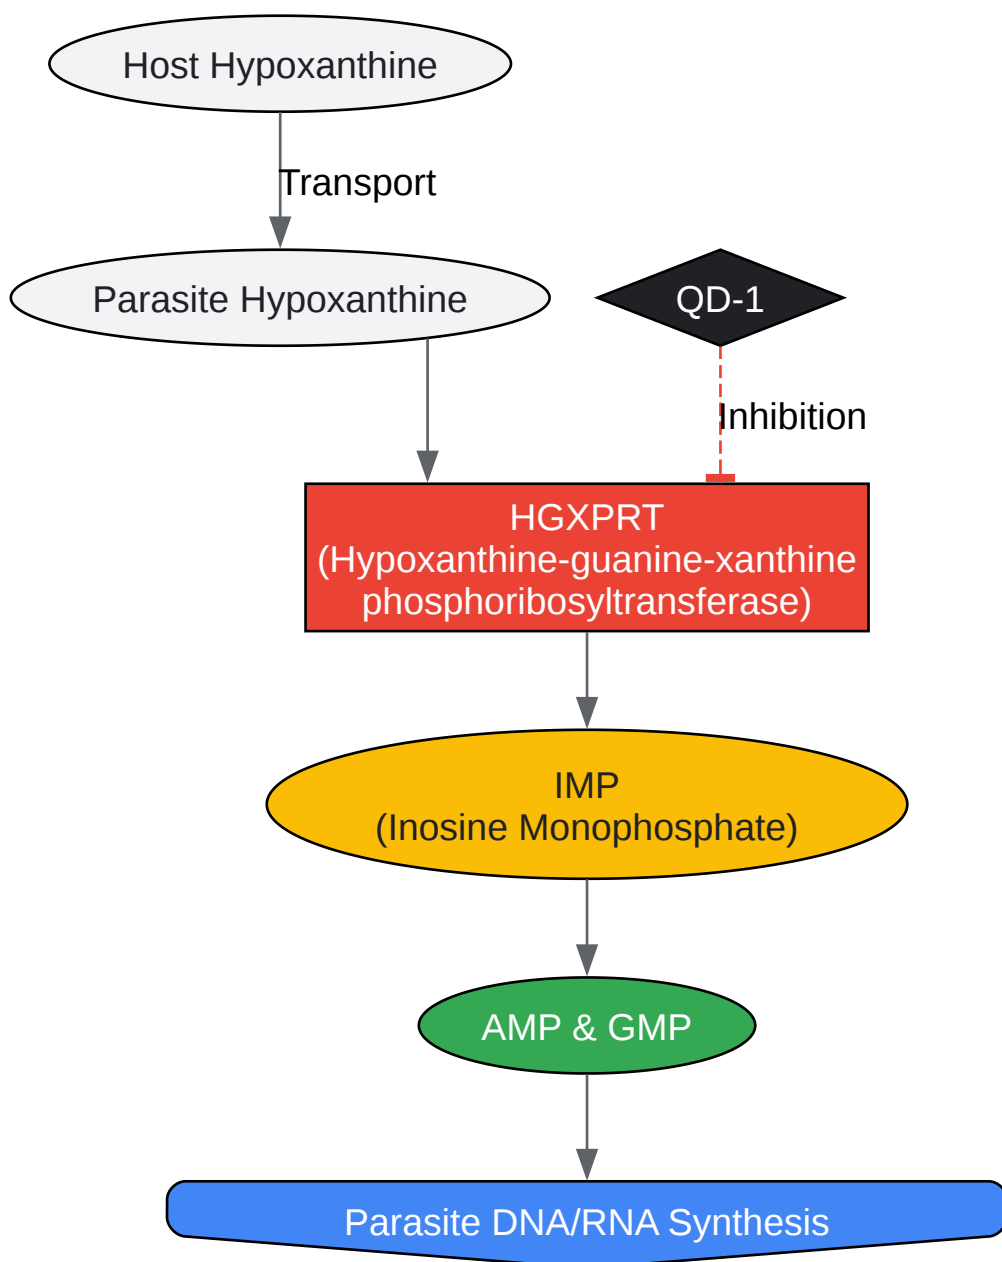 Host Hypoxanthine
Transport
Parasite Hypoxanthine
QD-1
Inhibition
HGXPRT
(Hypoxanthine-guanine-xanthine
phosphoribosyltransferase)
IMP
(Inosine Monophosphate)
AMP & GMP
Parasite DNA/RNA Synthesis